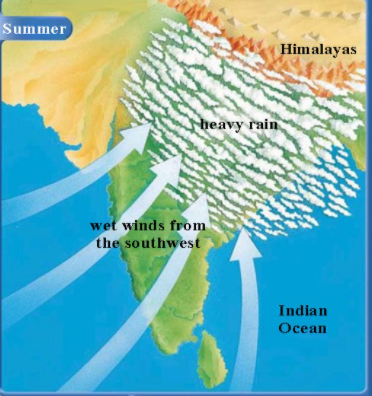 Summer
Himalayas
heavy rain
wet winds from
the southwest
Indian
Ocean